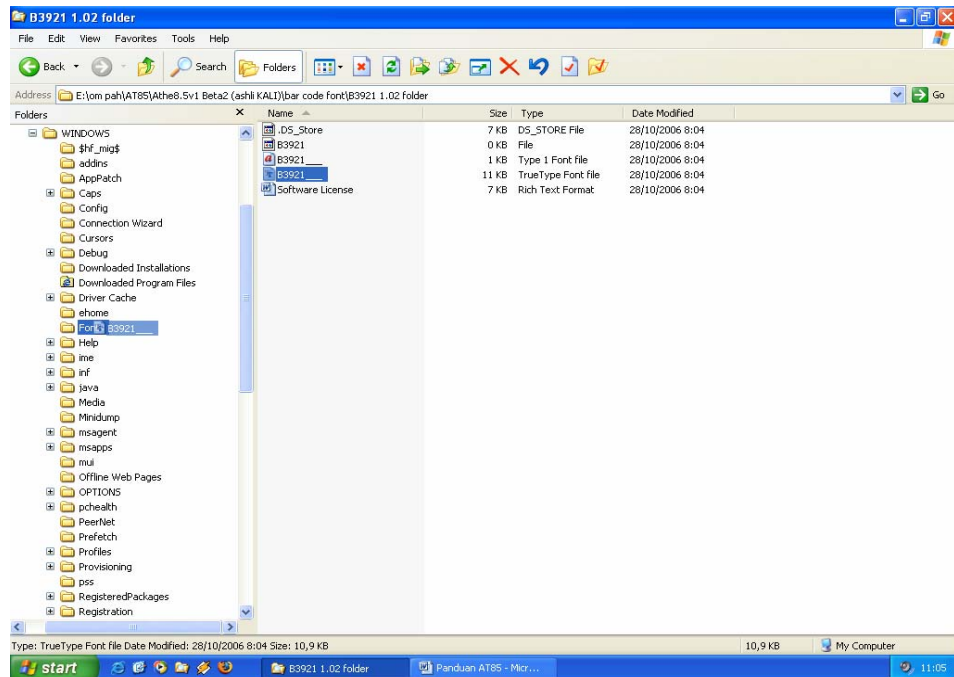 B3921 1.02 folder
File Edit View Favorites Tools Help
Back Search Folders
Address E:\om pah\AT85\Athe8.5v1 Beta2 (ashli KALI)\bar code font\B3921 1.02 folder Go
Folders
WINDOWS
$hf_mig$
addins
AppPatch
Caps
Config
Connection Wizard
Cursors
Debug
Downloaded Installations
Downloaded Program Files
Driver Cache
ehome
Fon B3921___
Help
ime
inf
java
Media
Minidump
msagent
msapps
mui
Offline Web Pages
OPTIONS
pchealth
PeerNet
Prefetch
Profiles
Provisioning
pss
RegisteredPackages
Registration
Name Size Type Date Modified
.DS_Store 7 KB DS_STORE File 28/10/2006 8:04
B3921 0 KB File 28/10/2006 8:04
B3921___ 1 KB Type 1 Font file 28/10/2006 8:04
B3921___ 11 KB TrueType Font file 28/10/2006 8:04
Software License 7 KB Rich Text Format 28/10/2006 8:04
Type: TrueType Font file Date Modified: 28/10/2006 8:04 Size: 10,9 KB 10,9 KB My Computer
start B3921 1.02 folder Panduan AT85 - Micr... 11:05